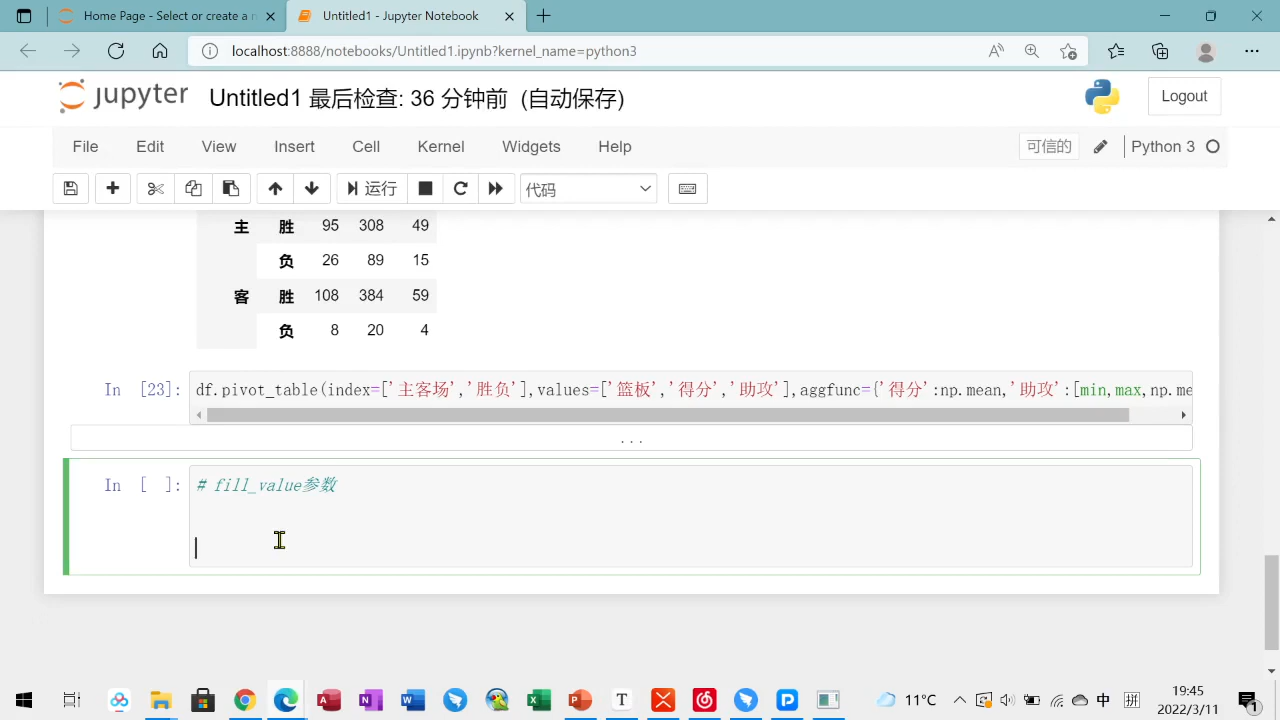 Home Page - Select or create a n
Untitled1 - Jupyter Notebook
localhost:8888/notebooks/Untitled1.ipynb?kernel_name=python3
jupyter Untitled1 最后检查: 36 分钟前 (自动保存) Logout
File Edit View Insert Cell Kernel Widgets Help 可信的 Python 3
运行 代码
主 胜 95 308 49
负 26 89 15
客 胜 108 384 59
负 8 20 4
In [23]: df.pivot_table(index=['主客场','胜负'],values=['篮板','得分','助攻'],aggfunc={'得分':np.mean,'助攻':[min,max,np.me
...
In [ ]: # fill_value参数
11°C 中 拼 19:45
2022/3/11